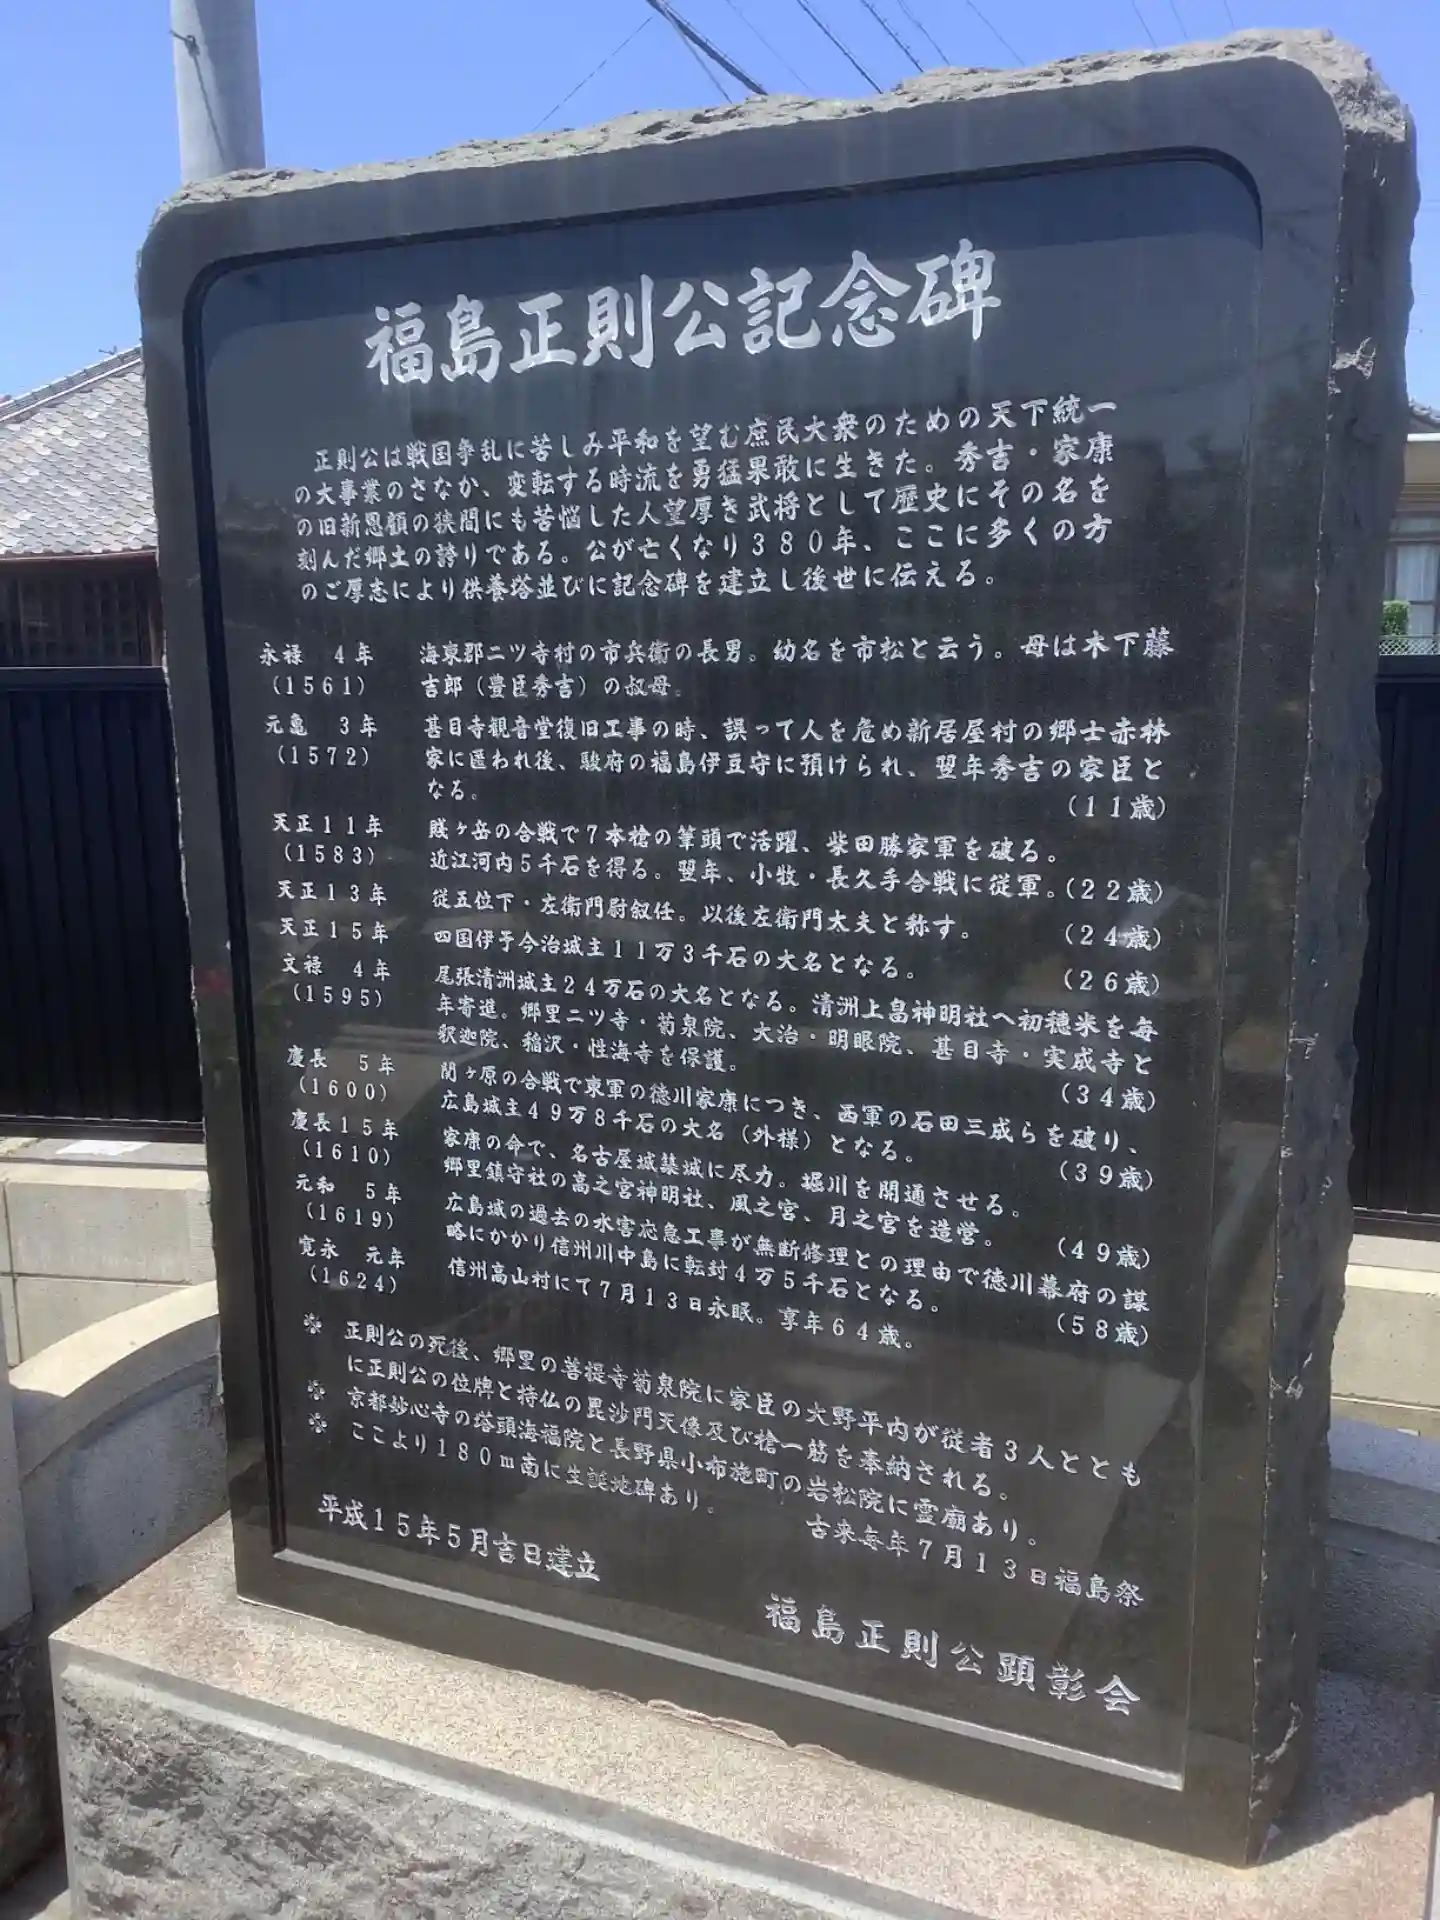 福島正則公記念碑
正則公は戦国争乱に苦しみ平和を望む庶民大衆のための天下統一
の大事業のさなか、変転する時流を勇猛果敢に生きた。秀吉・家康
の旧新恩顧の狭間にも苦悩した人望厚き武将として歴史にその名を
刻んだ郷土の誇りである。公が亡くなり380年、ここに多くの方
のご厚志により供養塔並びに記念碑を建立し後世に伝える。
永禄 4年 海東郡二ツ寺村の市兵衛の長男。幼名を市松と云う。母は木下藤
(1561) 吉郎(豊臣秀吉)の叔母。
元亀 3年 甚目寺観音堂復旧工事の時、誤って人を危め新居屋村の郷士赤林
(1572) 家に匿われ後、駿府の福島伊豆守に預けられ、翌年秀吉の家臣と
なる。 (11歳)
天正11年 賤ヶ岳の合戦で7本槍の筆頭で活躍、柴田勝家軍を破る。
(1583) 近江河内5千石を得る。翌年、小牧・長久手合戦に従軍。(22歳)
天正13年 従五位下・左衛門尉叙任。以後左衛門太夫と称す。 (24歳)
天正15年 四国伊予今治城主11万3千石の大名となる。 (26歳)
文禄 4年 尾張清洲城主24万石の大名となる。清洲上畠神明社へ初穂米を毎
(1595) 年寄進。郷里二ツ寺・菊泉院、大治・明眼院、甚目寺・実成寺と
釈迦院、稲沢・性海寺を保護。 (34歳)
慶長 5年 関ヶ原の合戦で東軍の徳川家康につき、西軍の石田三成らを破り、
(1600) 広島城主49万8千石の大名(外様)となる。 (39歳)
慶長15年 家康の命で、名古屋城築城に尽力。堀川を開通させる。
(1610) 郷里鎮守社の高之宮神明社、風之宮、月之宮を造営。 (49歳)
元和 5年 広島城の過去の水害応急工事が無断修理との理由で徳川幕府の謀
(1619) 略にかかり信州川中島に転封4万5千石となる。 (58歳)
寛永 元年 信州高山村にて7月13日永眠。享年64歳。
(1624)
※ 正則公の死後、郷里の菩提寺菊泉院に家臣の大野平内が従者3人ととも
に正則公の位牌と持仏の毘沙門天像及び槍一筋を奉納される。
※ 京都妙心寺の塔頭海福院と長野県小布施町の岩松院に霊廟あり。
※ ここより180m南に生誕地碑あり。 古来毎年7月13日福島祭
平成15年5月吉日建立
福島正則公顕彰会